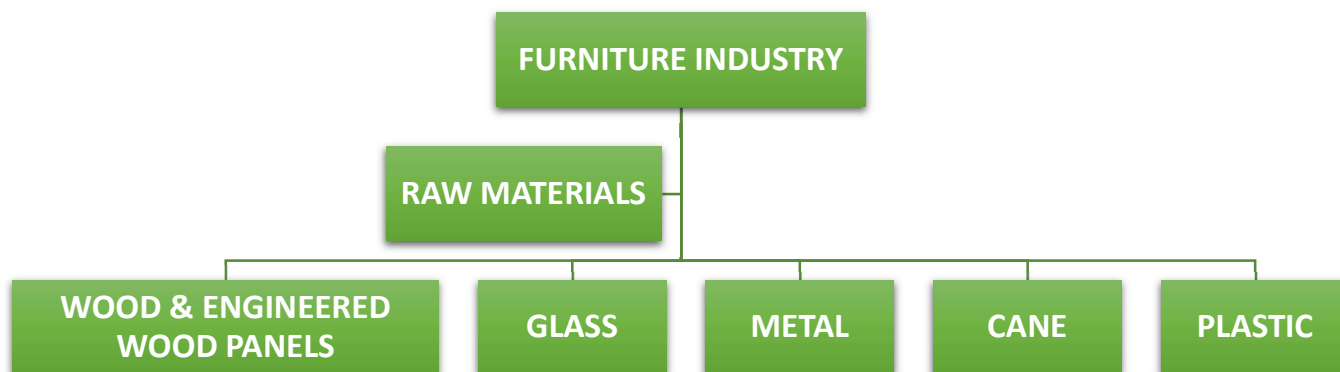 FURNITURE INDUSTRY
RAW MATERIALS
WOOD & ENGINEERED
WOOD PANELS
GLASS
METAL
CANE
PLASTIC